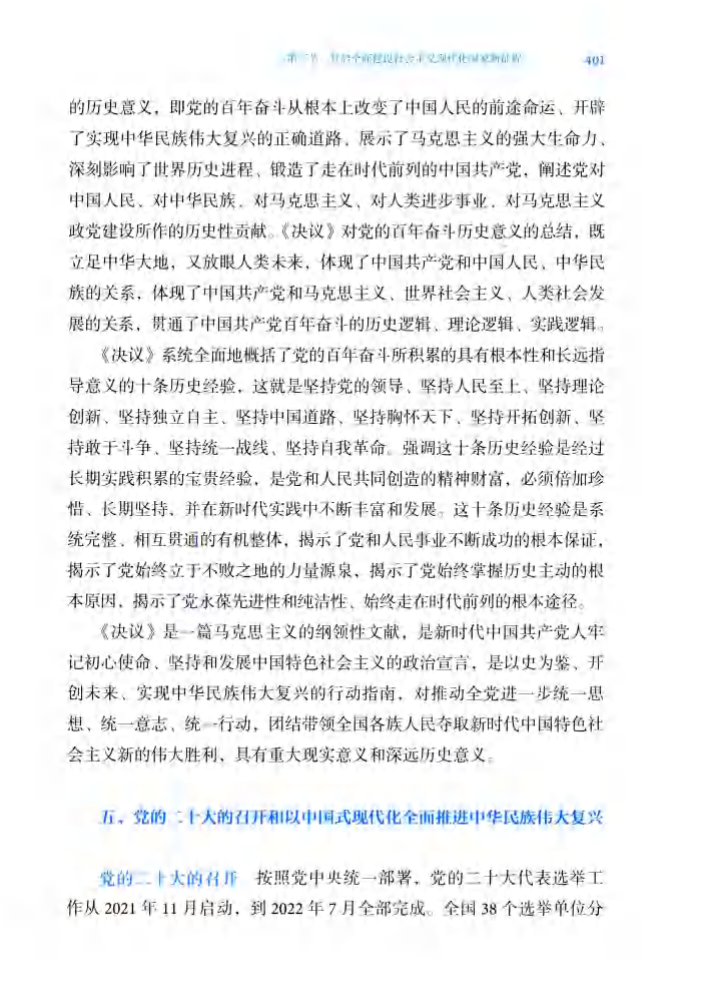 开启全面建设社会主义现代化国家新征程 401
的历史意义，即党的百年奋斗从根本上改变了中国人民的前途命运、开辟
了实现中华民族伟大复兴的正确道路、展示了马克思主义的强大生命力、
深刻影响了世界历史进程、锻造了走在时代前列的中国共产党，阐述党对
中国人民、对中华民族、对马克思主义、对人类进步事业、对马克思主义
政党建设所作的历史性贡献。《决议》对党的百年奋斗历史意义的总结，既
立足中华大地，又放眼人类未来，体现了中国共产党和中国人民、中华民
族的关系，体现了中国共产党和马克思主义、世界社会主义、人类社会发
展的关系，贯通了中国共产党百年奋斗的历史逻辑、理论逻辑、实践逻辑。
《决议》系统全面地概括了党的百年奋斗所积累的具有根本性和长远指
导意义的十条历史经验，这就是坚持党的领导、坚持人民至上、坚持理论
创新、坚持独立自主、坚持中国道路、坚持胸怀天下、坚持开拓创新、坚
持敢于斗争、坚持统一战线、坚持自我革命。强调这十条历史经验是经过
长期实践积累的宝贵经验，是党和人民共同创造的精神财富，必须倍加珍
惜、长期坚持，并在新时代实践中不断丰富和发展。这十条历史经验是系
统完整、相互贯通的有机整体，揭示了党和人民事业不断成功的根本保证，
揭示了党始终立于不败之地的力量源泉，揭示了党始终掌握历史主动的根
本原因，揭示了党永葆先进性和纯洁性、始终走在时代前列的根本途径。
《决议》是一篇马克思主义的纲领性文献，是新时代中国共产党人牢
记初心使命、坚持和发展中国特色社会主义的政治宣言，是以史为鉴、开
创未来、实现中华民族伟大复兴的行动指南，对推动全党进一步统一思
想、统一意志、统一行动，团结带领全国各族人民夺取新时代中国特色社
会主义新的伟大胜利，具有重大现实意义和深远历史意义。
五、党的二十大的召开和以中国式现代化全面推进中华民族伟大复兴
党的二十大的召开 按照党中央统一部署，党的二十大代表选举工
作从 2021 年 11 月启动，到 2022 年 7 月全部完成。全国 38 个选举单位分